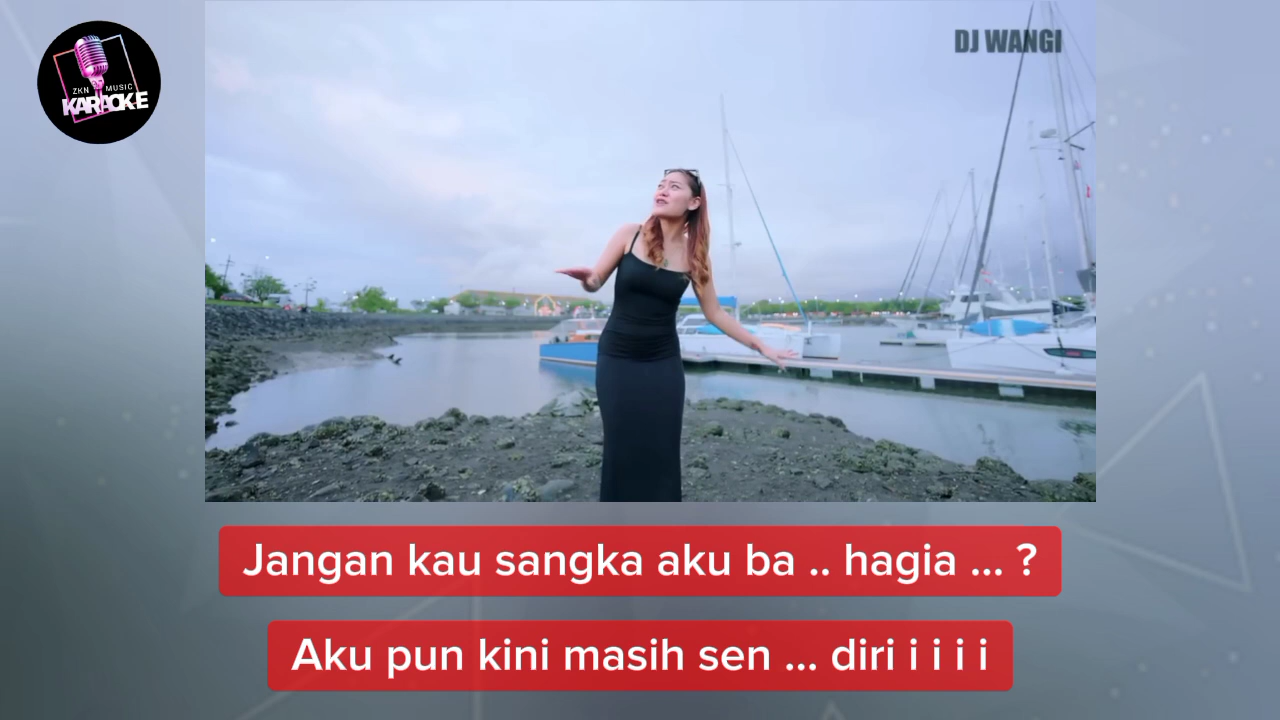 ZKN MUSIC
KARAOKE
DJ WANGI
Jangan kau sangka aku ba .. hagia ... ?
Aku pun kini masih sen ... diri i i i i